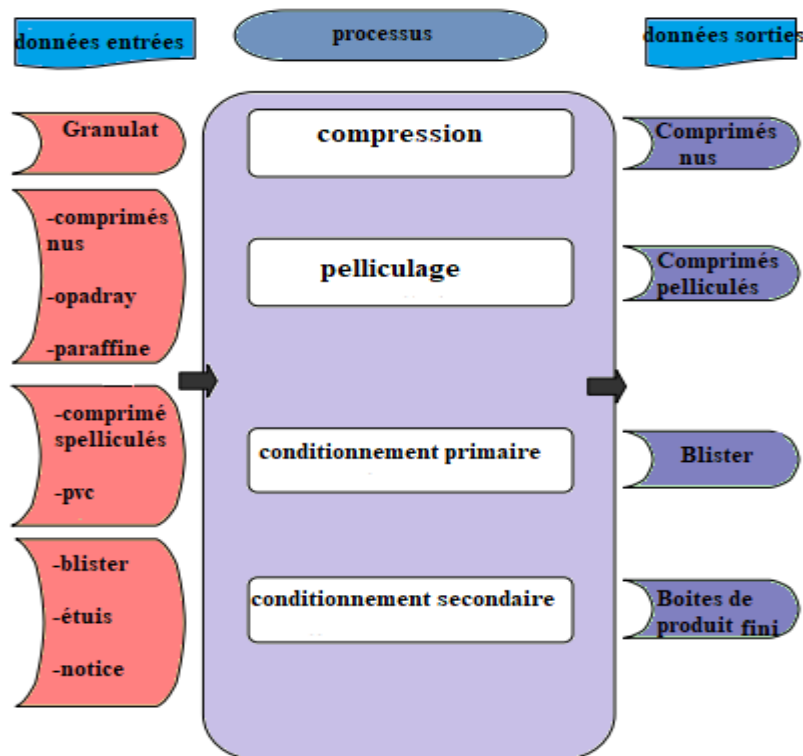 données entrées
processus
données sorties
Granulat
compression
Comprimés
nus
-comprimés
nus
-opadray
-paraffine
pelliculage
Comprimés
pelliculés
-comprimé
spelliculés
-pvc
conditionnement primaire
Blister
-blister
-étuis
-notice
conditionnement secondaire
Boites de
produit fini